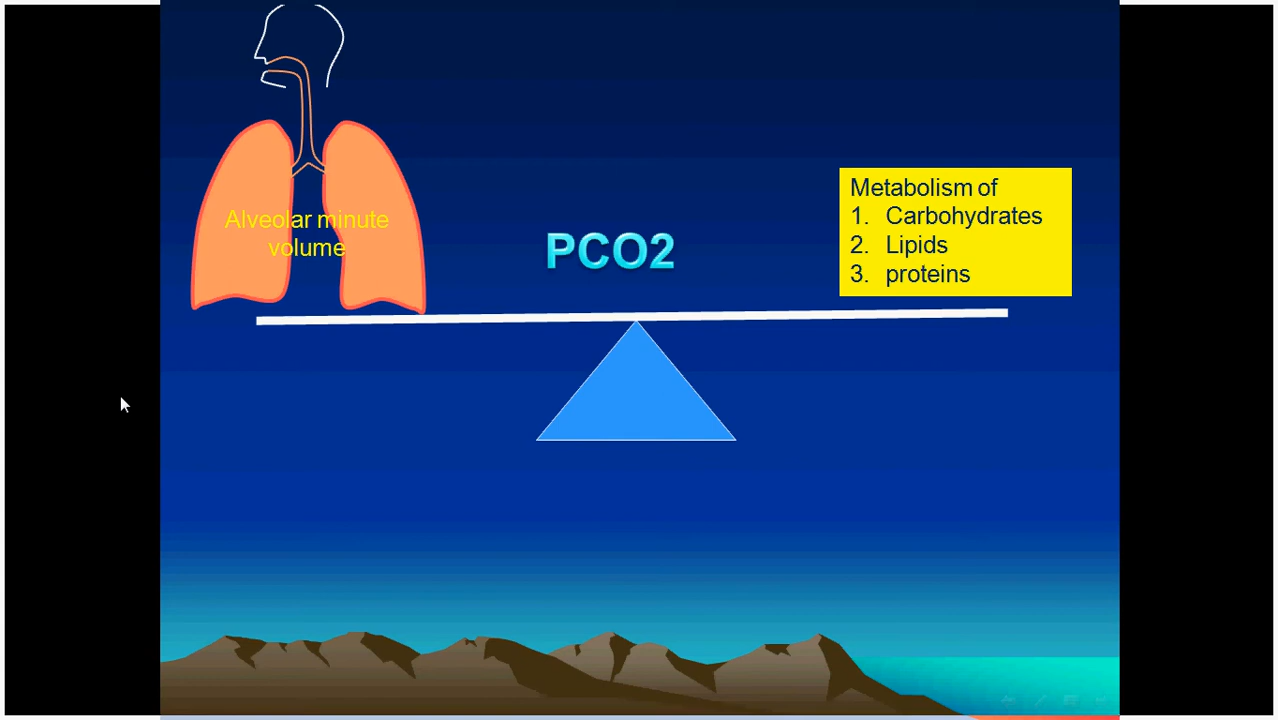 Alveolar minute
volume
PCO2
Metabolism of
1. Carbohydrates
2. Lipids
3. proteins